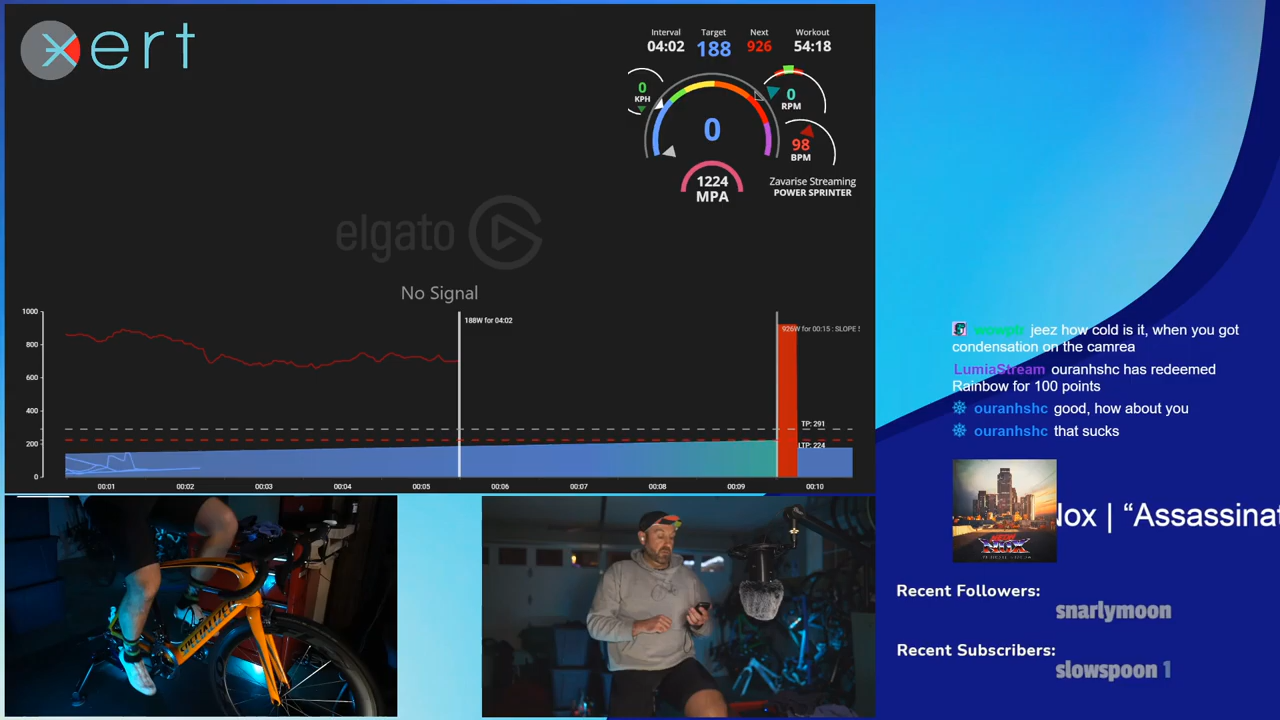 xert
Interval Target Next Workout
04:02 188 926 54:18
0
KPH
0
RPM
0
98
BPM
1224
MPA
Zavarise Streaming
POWER SPRINTER
elgato
No Signal
1000
800
600
400
200
0
188W for 04:02
926W for 00:15 : SLOPE
TP: 291
LTP: 224
00:01 00:02 00:03 00:04 00:05 00:06 00:07 00:08 00:09 00:10
jeez how cold is it, when you got
condensation on the camrea
LumiaStream ouranhshc has redeemed
Rainbow for 100 points
ouranhshc good, how about you
ouranhshc that sucks
Nox | “Assassinat
Recent Followers:
snarlymoon
Recent Subscribers:
slowspoon 1
SPECIALIZED